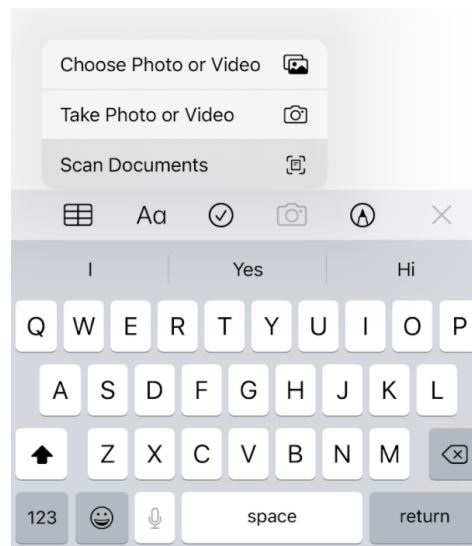 Choose Photo or Video
Take Photo or Video
Scan Documents
Aa
I Yes Hi
Q W E R T Y U I O P
A S D F G H J K L
Z X C V B N M
123 space return